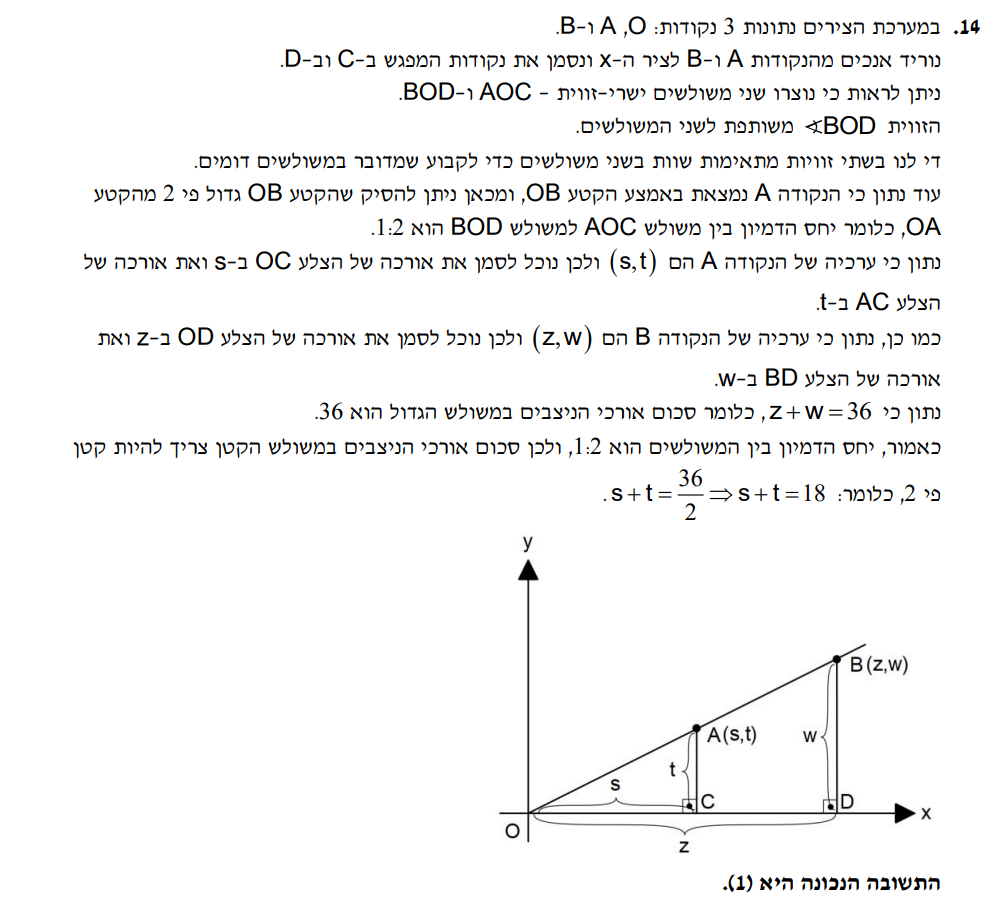 14. במערכת הצירים נתונות 3 נקודות: O, A ו-B.
נוריד אנכים מהנקודות A ו-B לציר ה-x ונסמן את נקודות המפגש ב-C וב-D.
ניתן לראות כי נוצרו שני משולשים ישרי-זווית - AOC ו-BOD.
הזווית ∢BOD משותפת לשני המשולשים.
די לנו בשתי זוויות מתאימות שוות בשני משולשים כדי לקבוע שמדובר במשולשים דומים.
עוד נתון כי הנקודה A נמצאת באמצע הקטע OB, ומכאן ניתן להסיק שהקטע OB גדול פי 2 מהקטע
OA, כלומר יחס הדמיון בין משולש AOC למשולש BOD הוא 1:2.
נתון כי ערכיה של הנקודה A הם (s,t) ולכן נוכל לסמן את אורכה של הצלע OC ב-s ואת אורכה של
הצלע AC ב-t.
כמו כן, נתון כי ערכיה של הנקודה B הם (z,w) ולכן נוכל לסמן את אורכה של הצלע OD ב-z ואת
אורכה של הצלע BD ב-w.
נתון כי z+w=36, כלומר סכום אורכי הניצבים במשולש הגדול הוא 36.
כאמור, יחס הדמיון בין המשולשים הוא 1:2, ולכן סכום אורכי הניצבים במשולש הקטן צריך להיות קטן
פי 2, כלומר: s+t=36/2⇒s+t=18.
y
B(z,w)
A(s,t)
w
t
s
C
D
x
O
z
התשובה הנכונה היא (1).